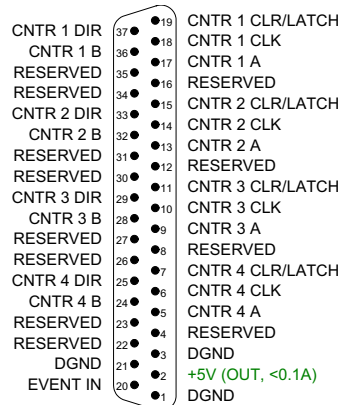 CNTR 1 DIR 37
CNTR 1 B 36
RESERVED 35
RESERVED 34
CNTR 2 DIR 33
CNTR 2 B 32
RESERVED 31
RESERVED 30
CNTR 3 DIR 29
CNTR 3 B 28
RESERVED 27
RESERVED 26
CNTR 4 DIR 25
CNTR 4 B 24
RESERVED 23
RESERVED 22
DGND 21
EVENT IN 20
19 CNTR 1 CLR/LATCH
18 CNTR 1 CLK
17 CNTR 1 A
16 RESERVED
15 CNTR 2 CLR/LATCH
14 CNTR 2 CLK
13 CNTR 2 A
12 RESERVED
11 CNTR 3 CLR/LATCH
10 CNTR 3 CLK
9 CNTR 3 A
8 RESERVED
7 CNTR 4 CLR/LATCH
6 CNTR 4 CLK
5 CNTR 4 A
4 RESERVED
3 DGND
2 +5V (OUT, <0.1A)
1 DGND